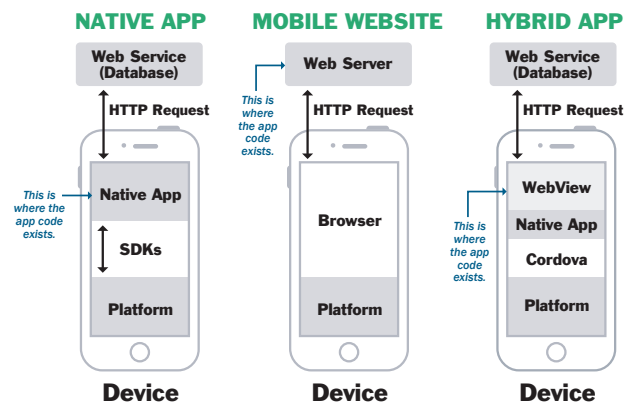 NATIVE APP
Web Service
(Database)
HTTP Request
This is
where the
app code
exists.
Native App
SDKs
Platform
Device
MOBILE WEBSITE
Web Server
This is
where
the app
code
exists.
HTTP Request
Browser
Platform
Device
HYBRID APP
Web Service
(Database)
HTTP Request
This is
where
the app
code
exists.
WebView
Native App
Cordova
Platform
Device